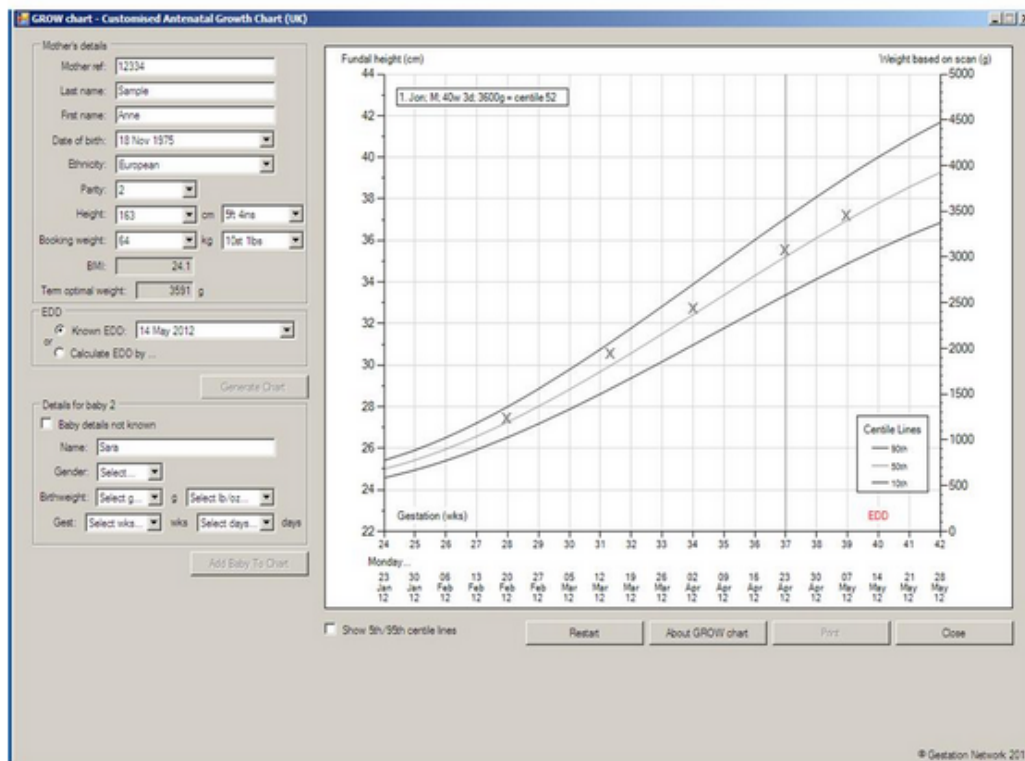 GROW chart - Customised Antenatal Growth Chart (UK)
Mother's details
Mother ref: 12334
Last name: Sample
First name: Anne
Date of birth: 18 Nov 1975
Ethnicity: European
Parity: 2
Height: 163 cm 5ft 4ins
Booking weight: 64 kg 10st 1lbs
BMI: 24.1
Term optimal weight: 3591 g
EDD
Known EDD: 14 May 2012
or
Calculate EDD by ...
Generate Chart
Details for baby 2
Baby details not known
Name: Sara
Gender: Select...
Birthweight: Select g... g Select lb/oz...
Gest: Select wks... wks Select days... days
Add Baby To Chart
Fundal height (cm) Weight based on scan (g)
1. Jon; M; 40w 3d; 3600g = centile 52
44 5000
42 4500
40 4000
38 3500
36 3000
34 2500
32 2000
30 1500
28 1000
26 500
24 0
22
Centile Lines
90th
50th
10th
Gestation (wks) EDD
24 25 26 27 28 29 30 31 32 33 34 35 36 37 38 39 40 41 42
Monday...
23 30 06 13 20 27 05 12 19 26 02 09 16 23 30 07 14 21 28
Jan Jan Feb Feb Feb Feb Mar Mar Mar Mar Apr Apr Apr Apr Apr May May May May
12 12 12 12 12 12 12 12 12 12 12 12 12 12 12 12 12 12 12
Show 5th/95th centile lines
Restart About GROW chart Print Close
© Gestation Network 201